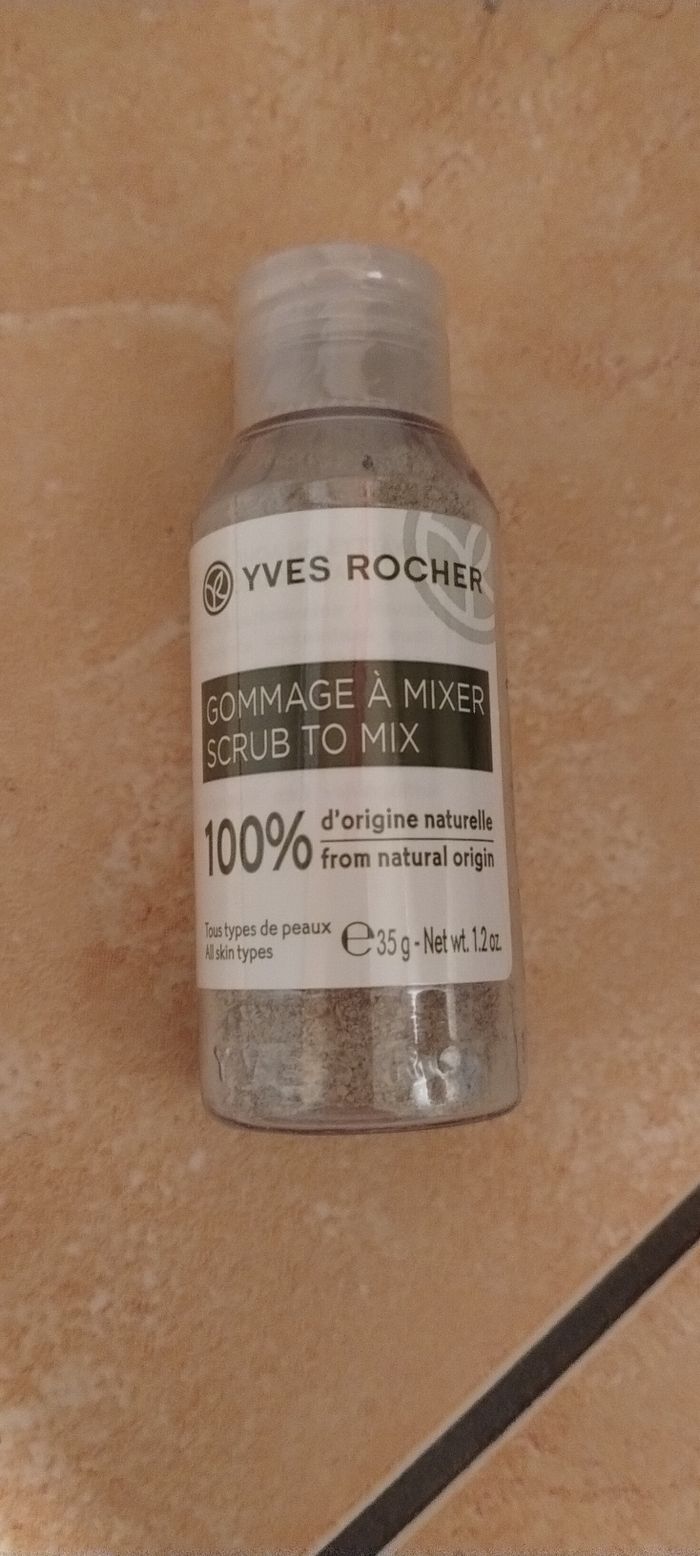 YVES ROCHER
GOMMAGE À MIXER
SCRUB TO MIX
100%
d'origine naturelle
from natural origin
Tous types de peaux
All skin types
℮ 35 g - Net wt. 1.2 oz.